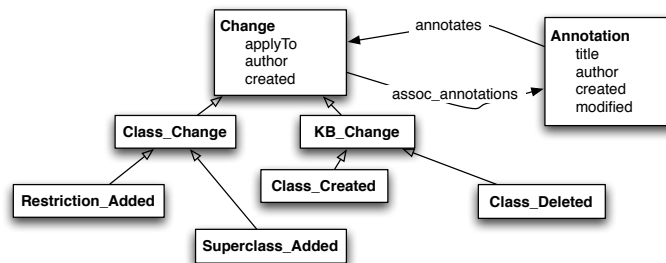 Change
applyTo
author
created
annotates
assoc_annotations
Annotation
title
author
created
modified
Class_Change
KB_Change
Restriction_Added
Class_Created
Class_Deleted
Superclass_Added